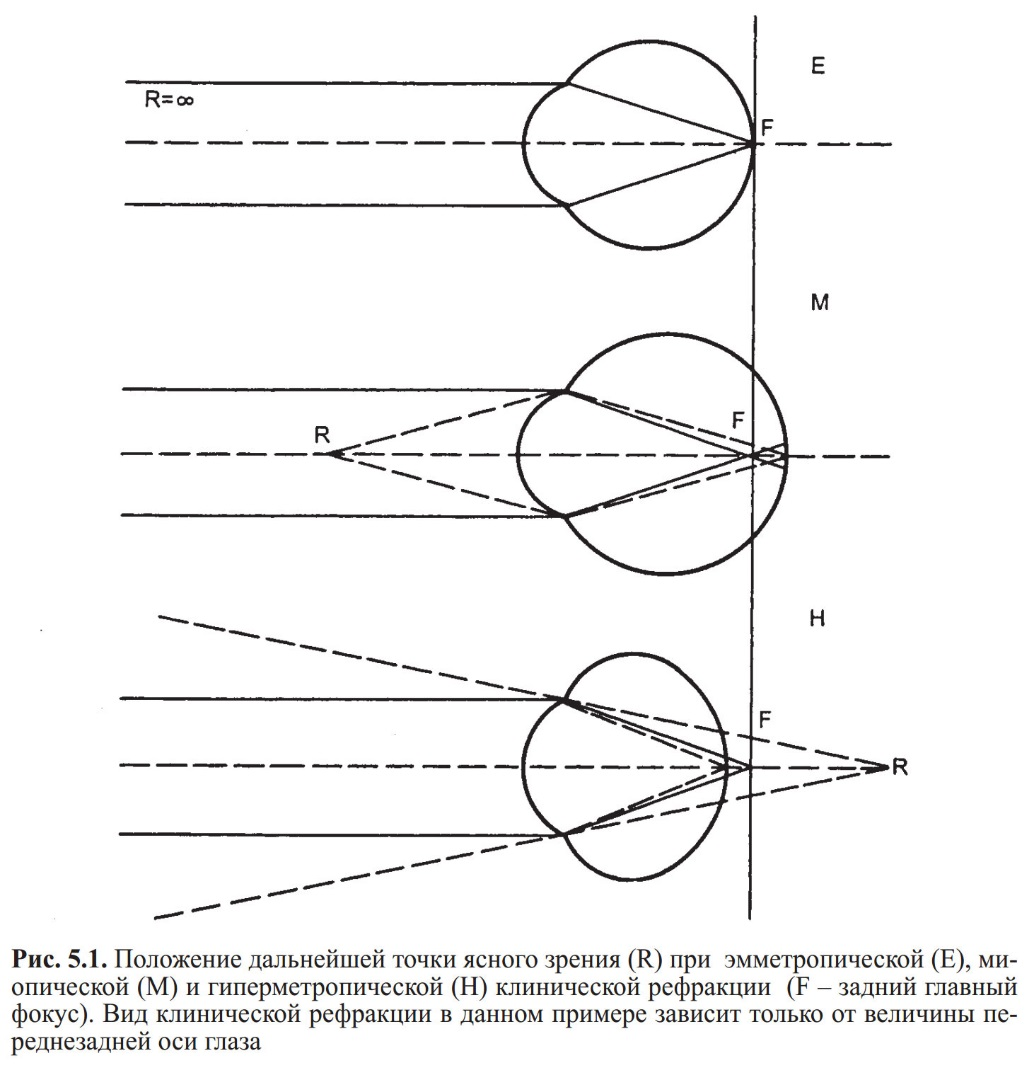 E
R=∞
F
M
R
F
H
F
R
Рис. 5.1. Положение дальнейшей точки ясного зрения (R) при эмметропической (E), ми-
опической (M) и гиперметропической (H) клинической рефракции (F – задний главный
фокус). Вид клинической рефракции в данном примере зависит только от величины пе-
реднезадней оси глаза